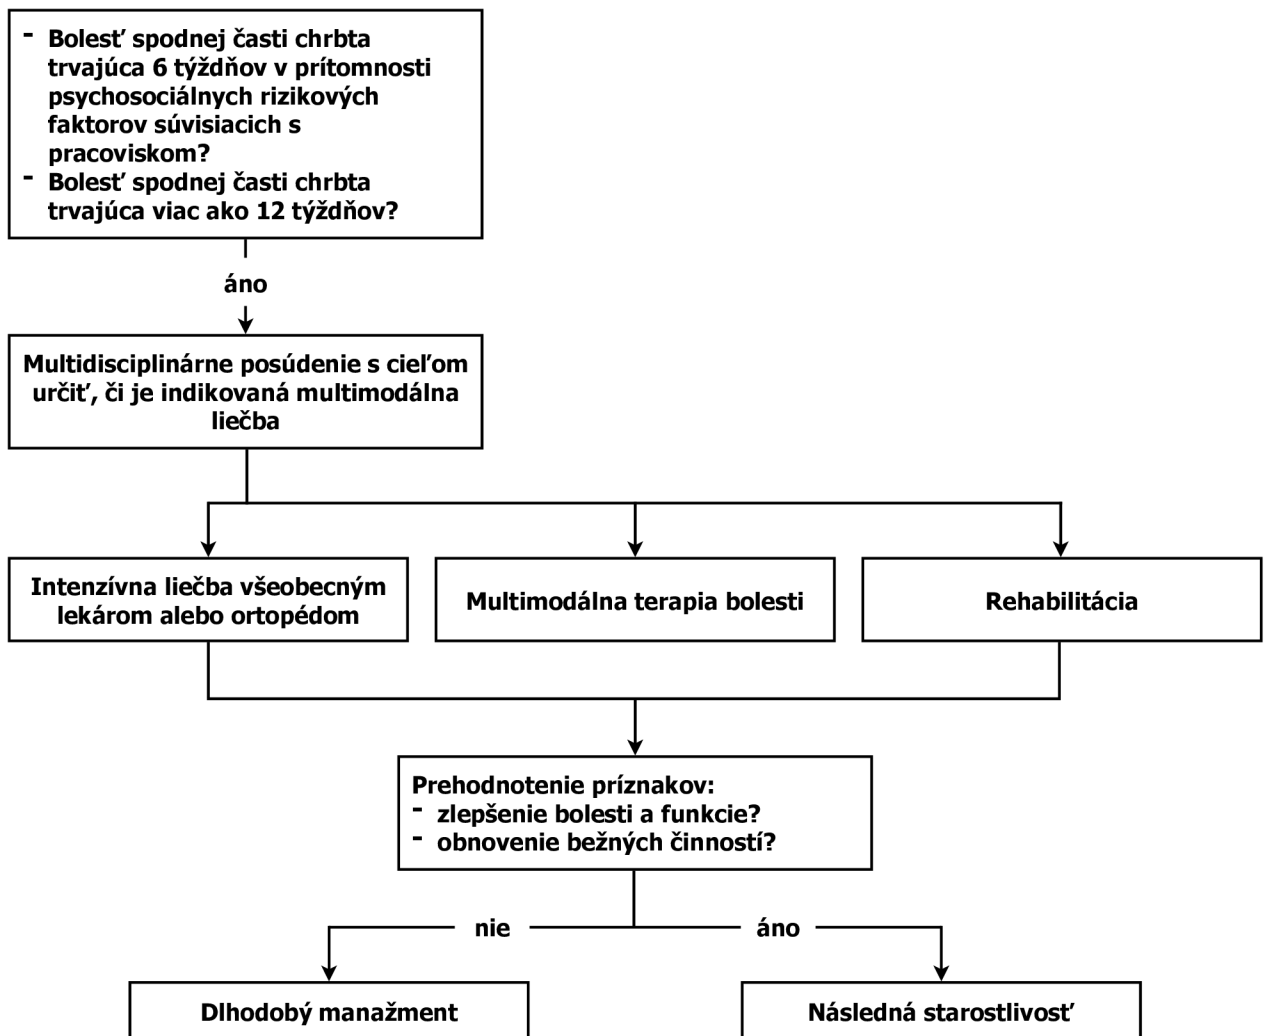 - Bolesť spodnej časti chrbta
trvajúca 6 týždňov v prítomnosti
psychosociálnych rizikových
faktorov súvisiacich s
pracoviskom?
- Bolesť spodnej časti chrbta
trvajúca viac ako 12 týždňov?
áno
Multidisciplinárne posúdenie s cieľom
určiť, či je indikovaná multimodálna
liečba
Intenzívna liečba všeobecným
lekárom alebo ortopédom
Multimodálna terapia bolesti
Rehabilitácia
Prehodnotenie príznakov:
- zlepšenie bolesti a funkcie?
- obnovenie bežných činností?
nie
áno
Dlhodobý manažment
Následná starostlivosť